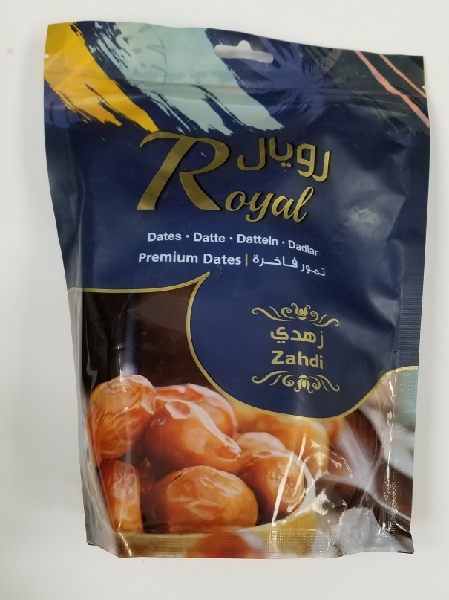 رويال
Royal
Dates · Datte · Datteln · Dadlar
Premium Dates | تمور فاخرة
زهدي
Zahdi